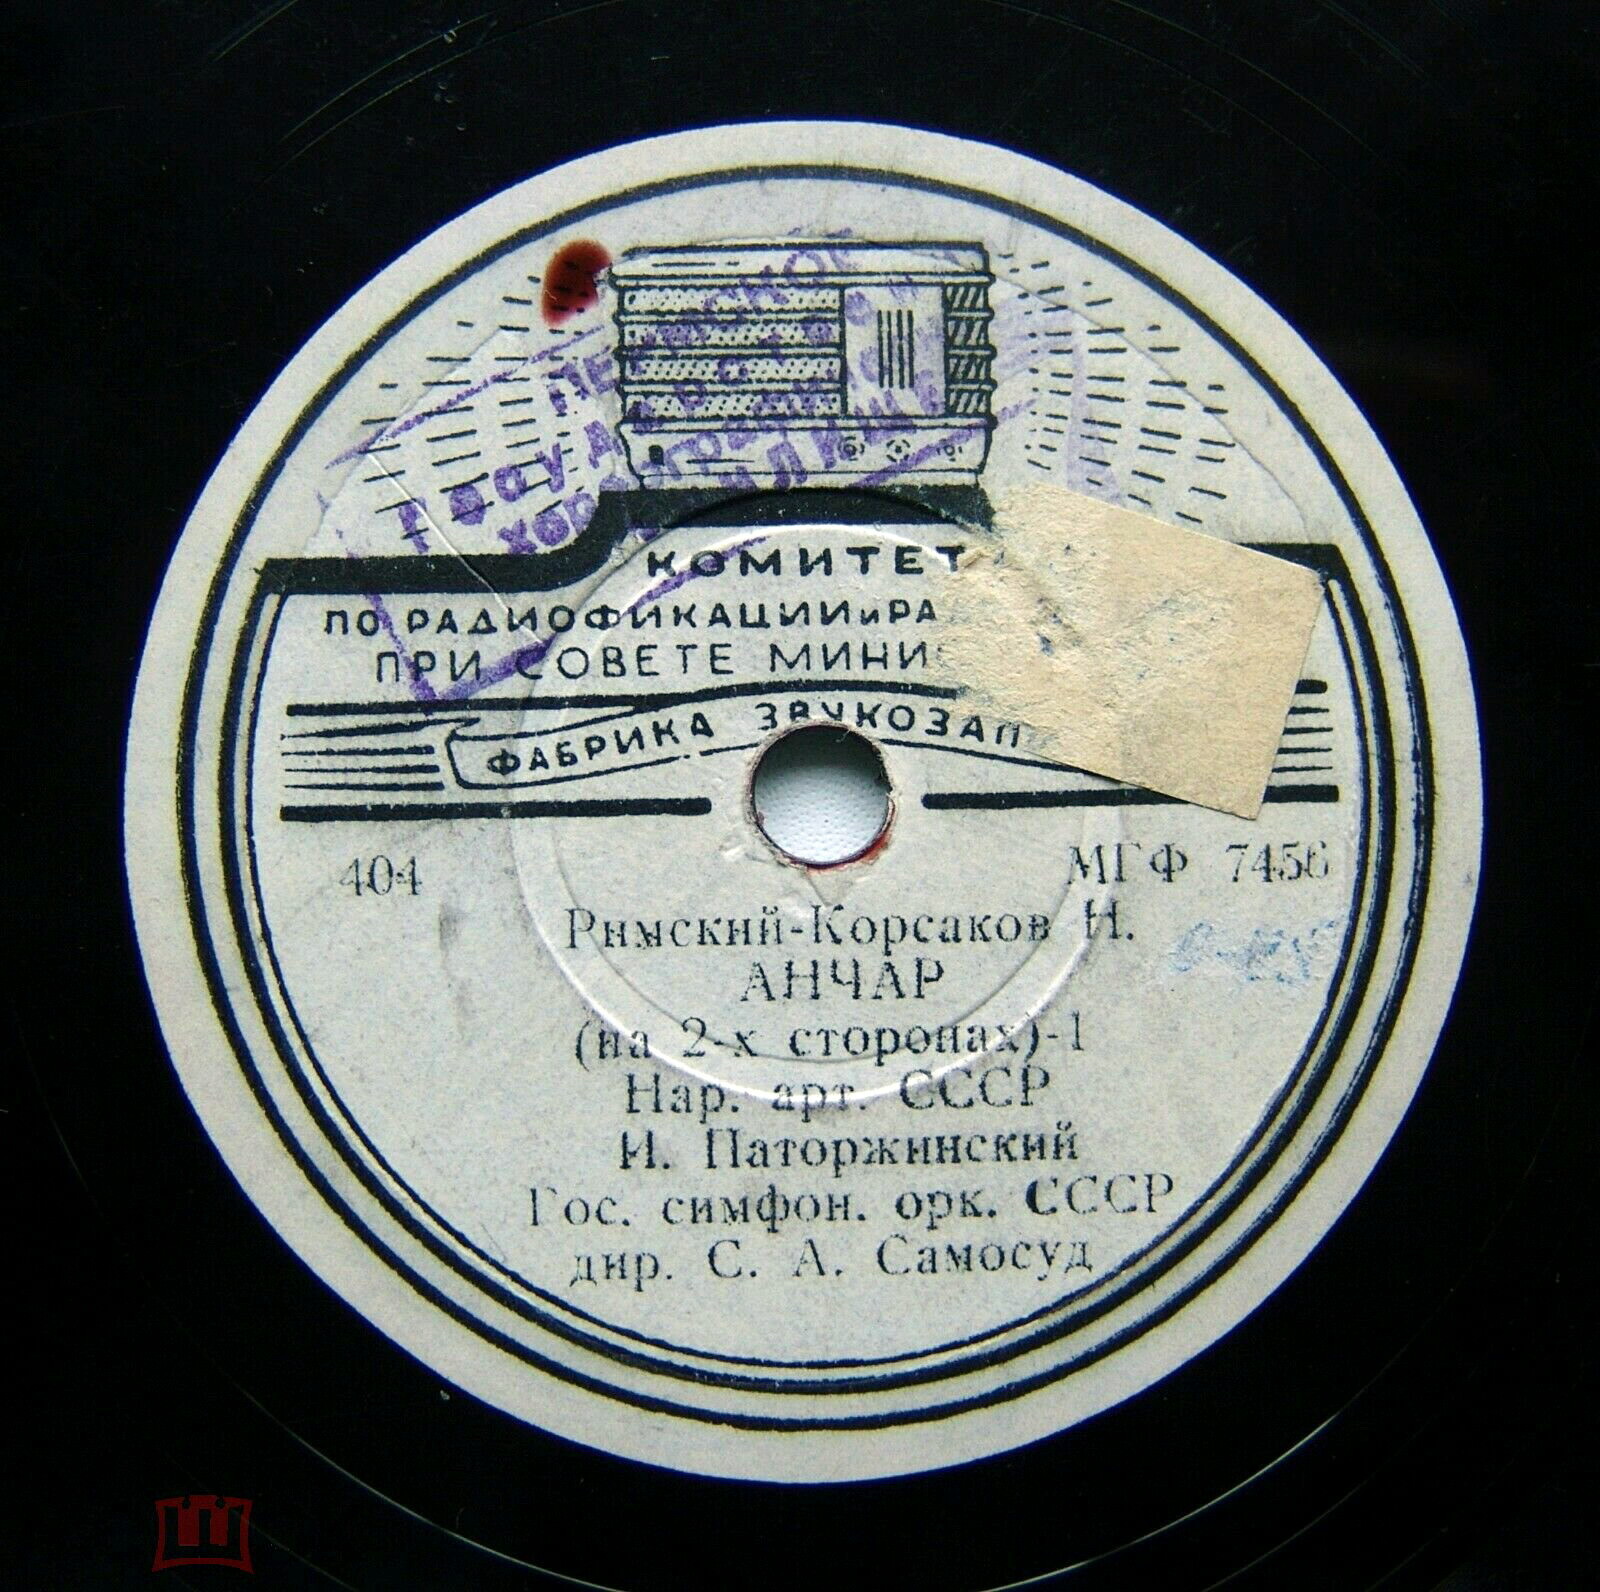 КОМИТЕТ
ПО РАДИОФИКАЦИИ и РА
ПРИ СОВЕТЕ МИНИ
ФАБРИКА ЗВУКОЗАП
404
МГФ 7456
Римский-Корсаков Н.
АНЧАР
(на 2-х сторонах)-1
Нар. арт. СССР
И. Паторжинский
Гос. симфон. орк. СССР
дир. С. А. Самосуд